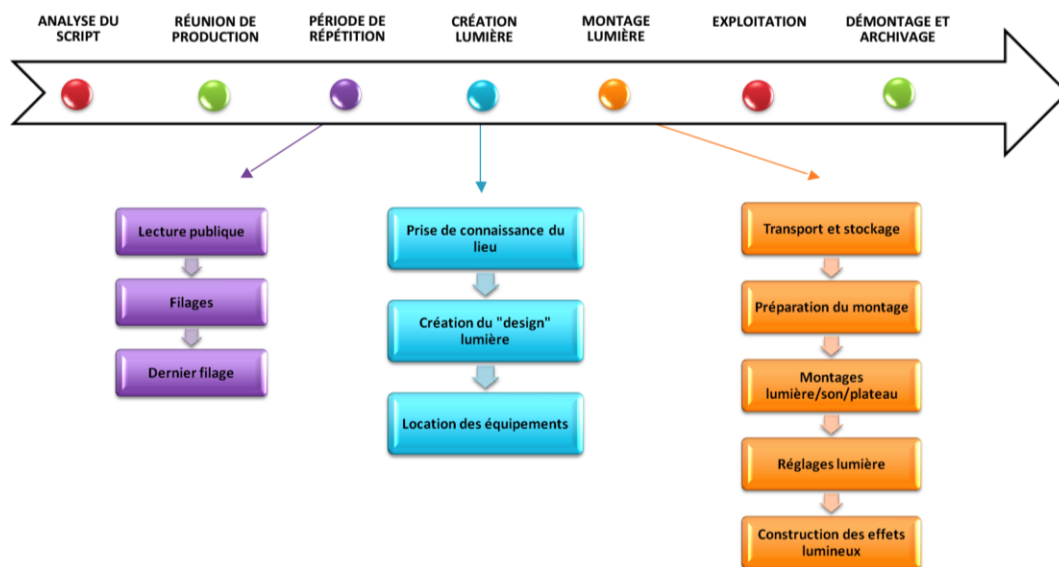 ANALYSE DU
SCRIPT
RÉUNION DE
PRODUCTION
PÉRIODE DE
RÉPÉTITION
CRÉATION
LUMIÈRE
MONTAGE
LUMIÈRE
EXPLOITATION
DÉMONTAGE ET
ARCHIVAGE
Lecture publique
Filages
Dernier filage
Prise de connaissance du
lieu
Création du "design"
lumière
Location des équipements
Transport et stockage
Préparation du montage
Montages
lumière/son/plateau
Réglages lumière
Construction des effets
lumineux